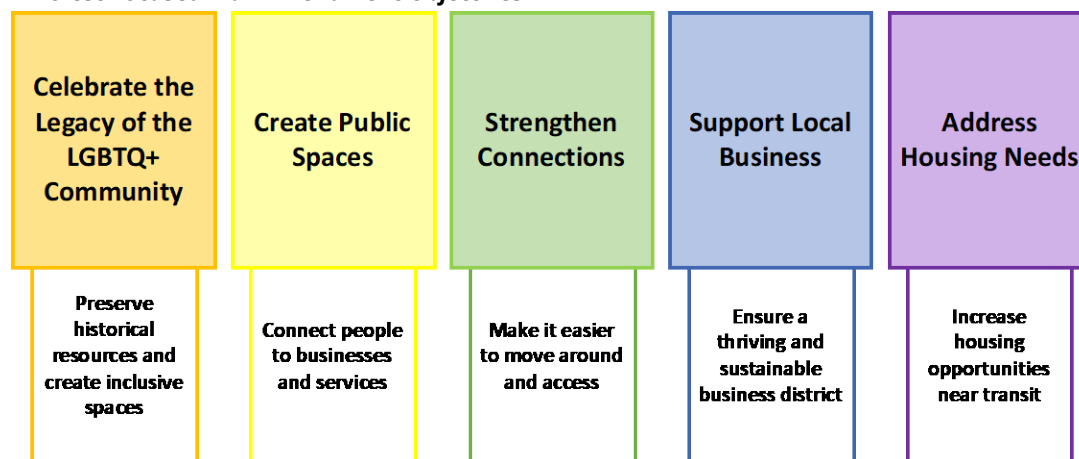 Celebrate the
Legacy of the
LGBTQ+
Community
Create Public
Spaces
Strengthen
Connections
Support Local
Business
Address
Housing Needs
Preserve
historical
resources and
create inclusive
spaces
Connect people
to businesses
and services
Make it easier
to move around
and access
Ensure a
thriving and
sustainable
business district
Increase
housing
opportunities
near transit